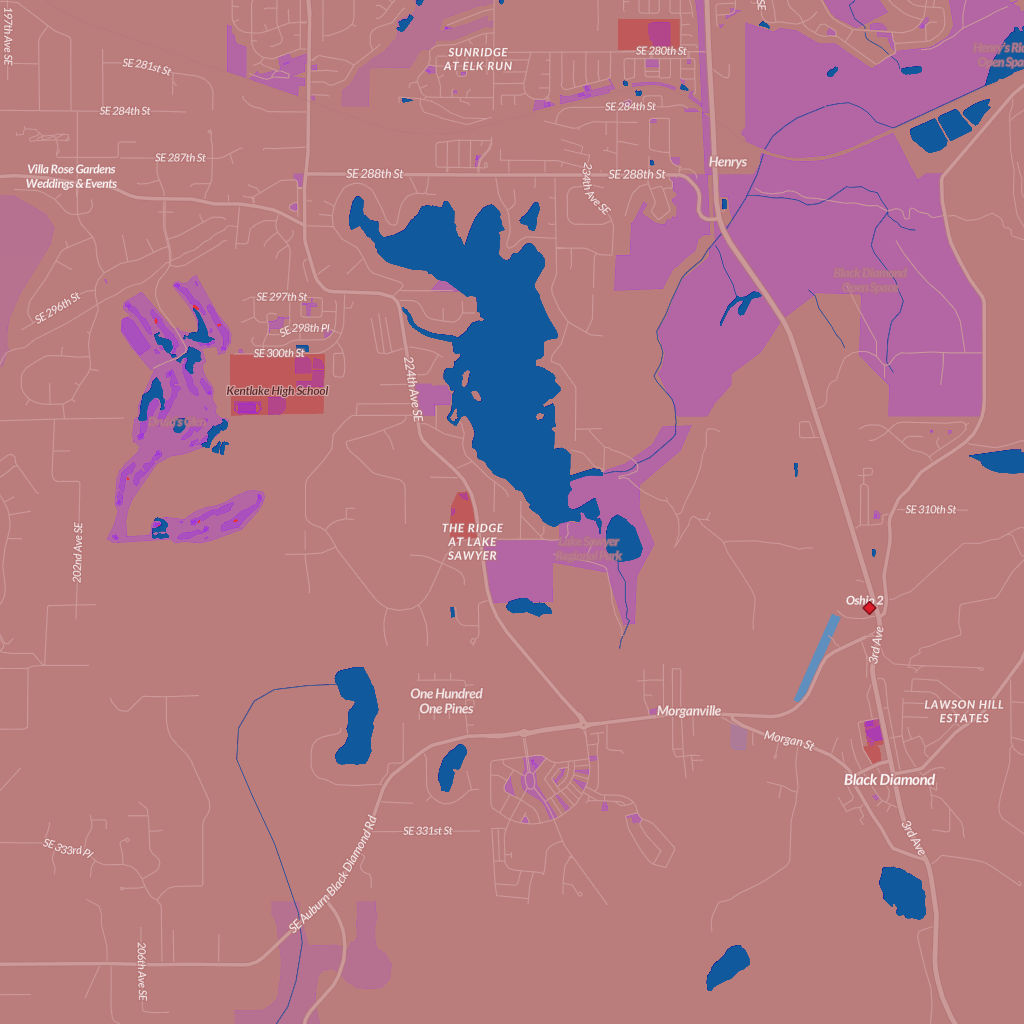 197th Ave SE
SE
SUNRIDGE
AT ELK RUN
SE 280th St
Open Spa
SE 281st St
SE 284th St
SE 284th St
SE 287th St
Henrys
Villa Rose Gardens
Weddings & Events
SE 288th St
SE 288th St
234th Ave SE
Black Diamond
Open Space
SE 296th St
SE 297th St
SE 298th Pl
SE 300th St
Kentlake High School
224th Ave SE
SE 310th St
THE RIDGE
AT LAKE
SAWYER
Lake Sawyer
Regional Park
202nd Ave SE
3rd Ave
One Hundred
One Pines
Morganville
LAWSON HILL
ESTATES
Morgan St
Black Diamond
SE 331st St
3rd Ave
SE 333rd Pl
SE Auburn Black Diamond Rd
206th Ave SE